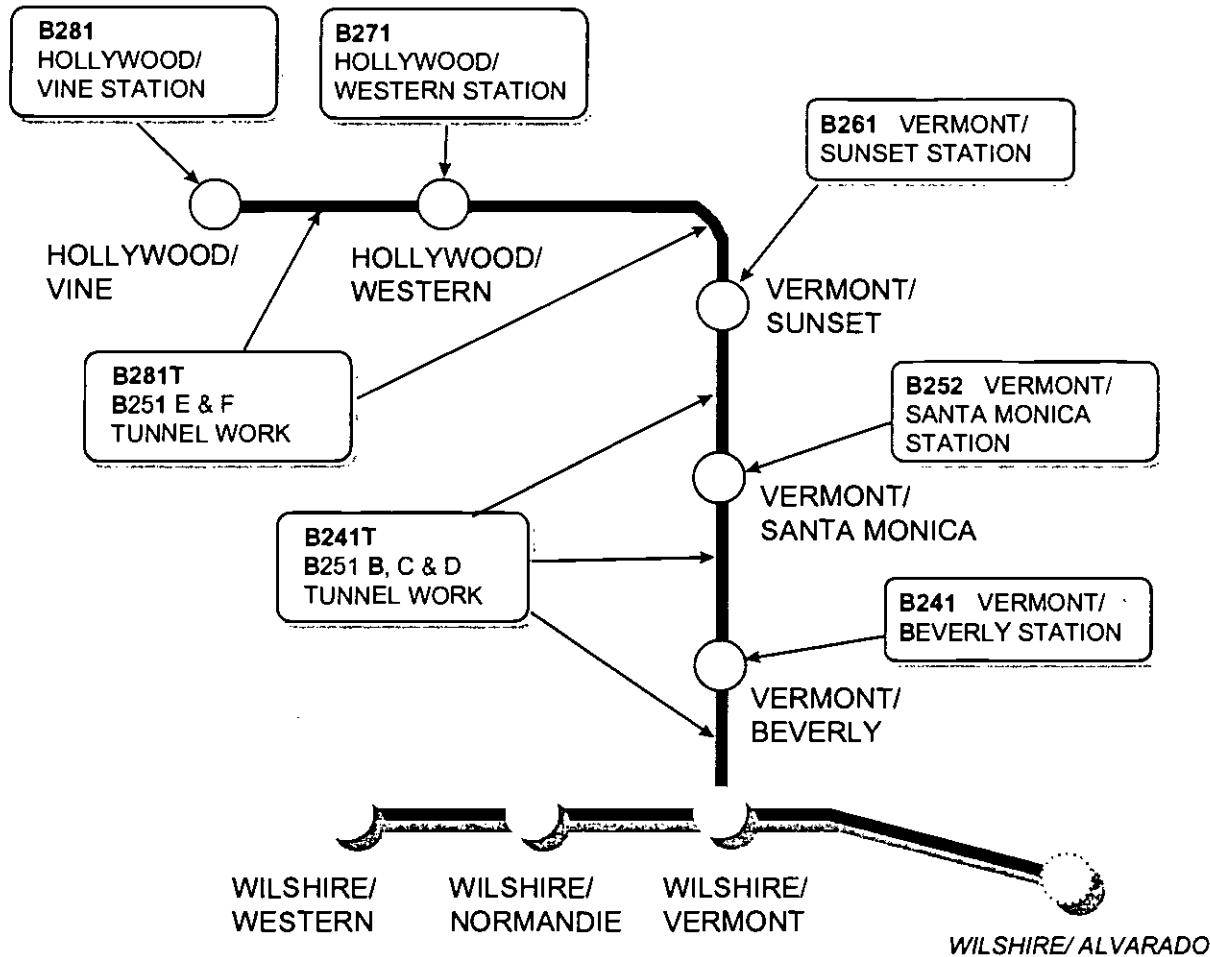 B281
HOLLYWOOD/
VINE STATION
B271
HOLLYWOOD/
WESTERN STATION
B261 VERMONT/
SUNSET STATION
HOLLYWOOD/
VINE
HOLLYWOOD/
WESTERN
VERMONT/
SUNSET
B281T
B251 E & F
TUNNEL WORK
B252 VERMONT/
SANTA MONICA
STATION
VERMONT/
SANTA MONICA
B241T
B251 B, C & D
TUNNEL WORK
B241 VERMONT/
BEVERLY STATION
VERMONT/
BEVERLY
WILSHIRE/
WESTERN
WILSHIRE/
NORMANDIE
WILSHIRE/
VERMONT
WILSHIRE/ ALVARADO